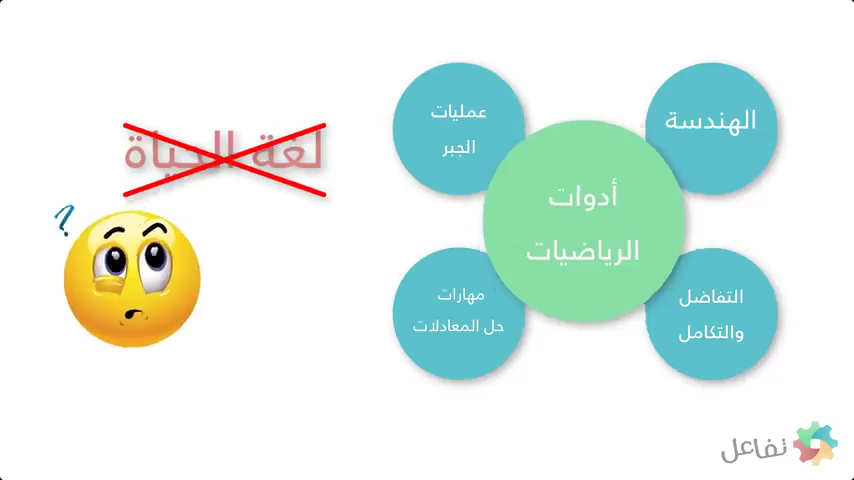 الهندسة
عمليات
الجبر
أدوات
الرياضيات
التفاضل
والتكامل
مهارات
حل المعادلات
لغة الحياة
?
تفاعل